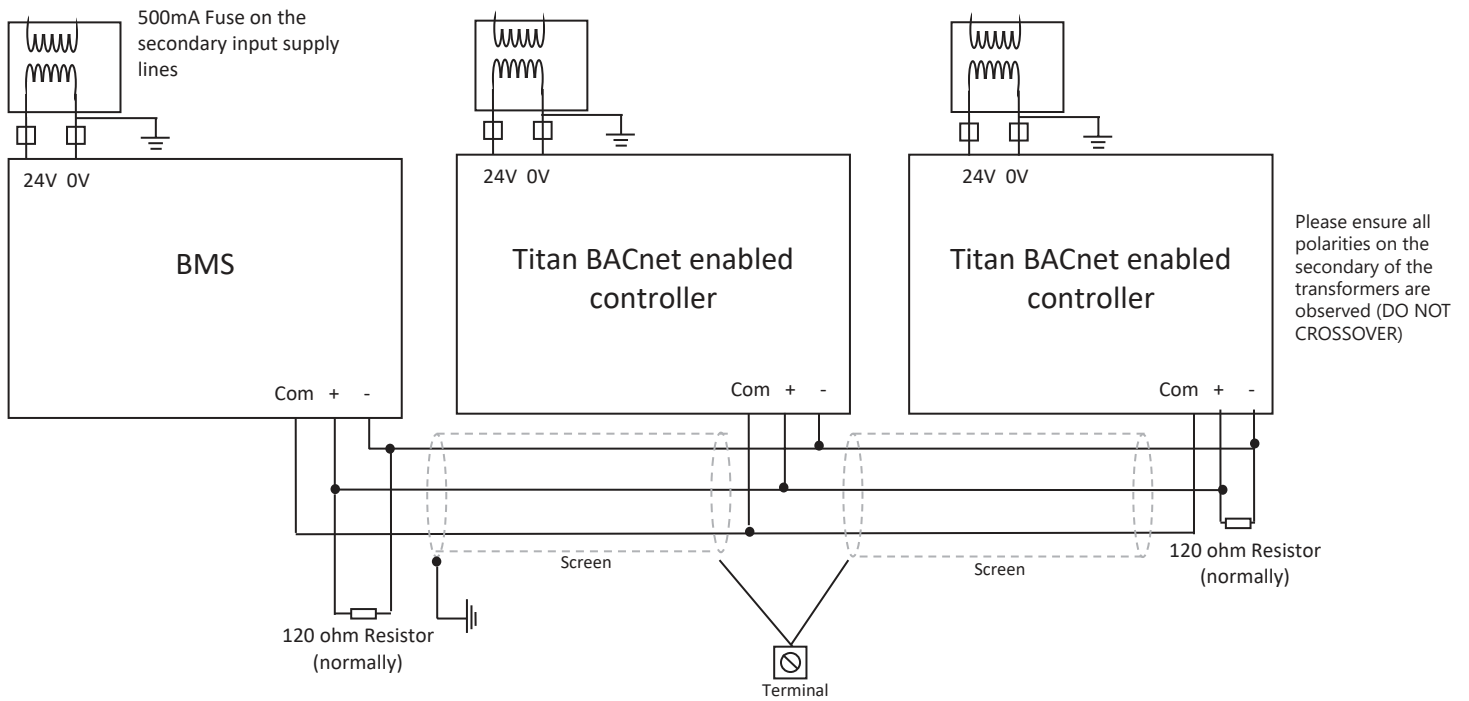 500mA Fuse on the
secondary input supply
lines
24V 0V
24V 0V
24V 0V
BMS
Titan BACnet enabled
controller
Titan BACnet enabled
controller
Please ensure all
polarities on the
secondary of the
transformers are
observed (DO NOT
CROSSOVER)
Com + -
Com + -
Com + -
Screen
Screen
120 ohm Resistor
(normally)
120 ohm Resistor
(normally)
Terminal